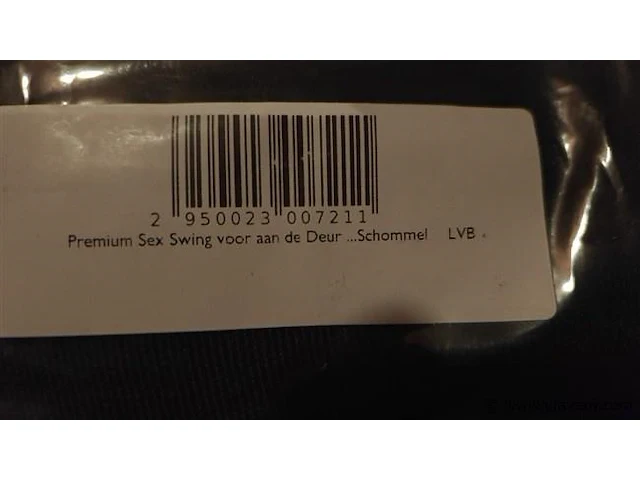 2 950023 007211
Premium Sex Swing voor aan de Deur ...Schommel LVB